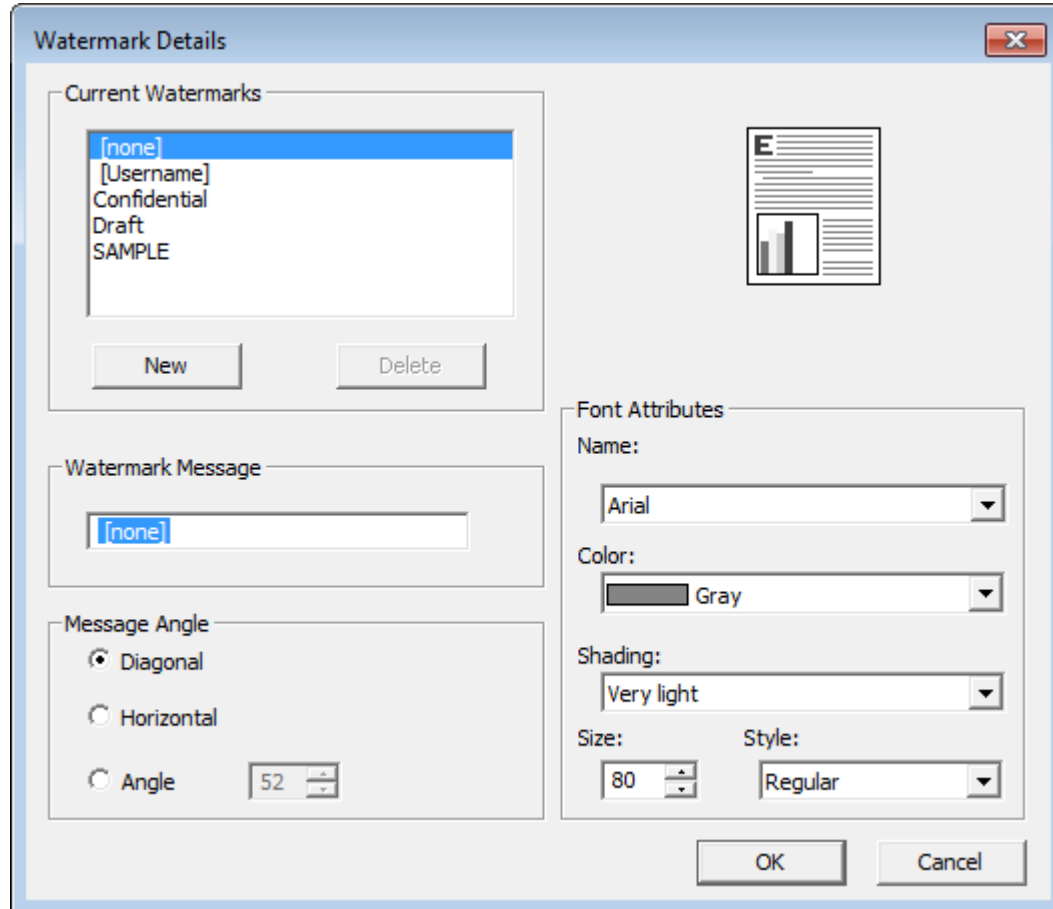 Watermark Details
Current Watermarks
[none]
[Username]
Confidential
Draft
SAMPLE
New Delete
E
Watermark Message
[none]
Message Angle
Diagonal
Horizontal
Angle 52
Font Attributes
Name:
Arial
Color:
Gray
Shading:
Very light
Size: Style:
80 Regular
OK Cancel